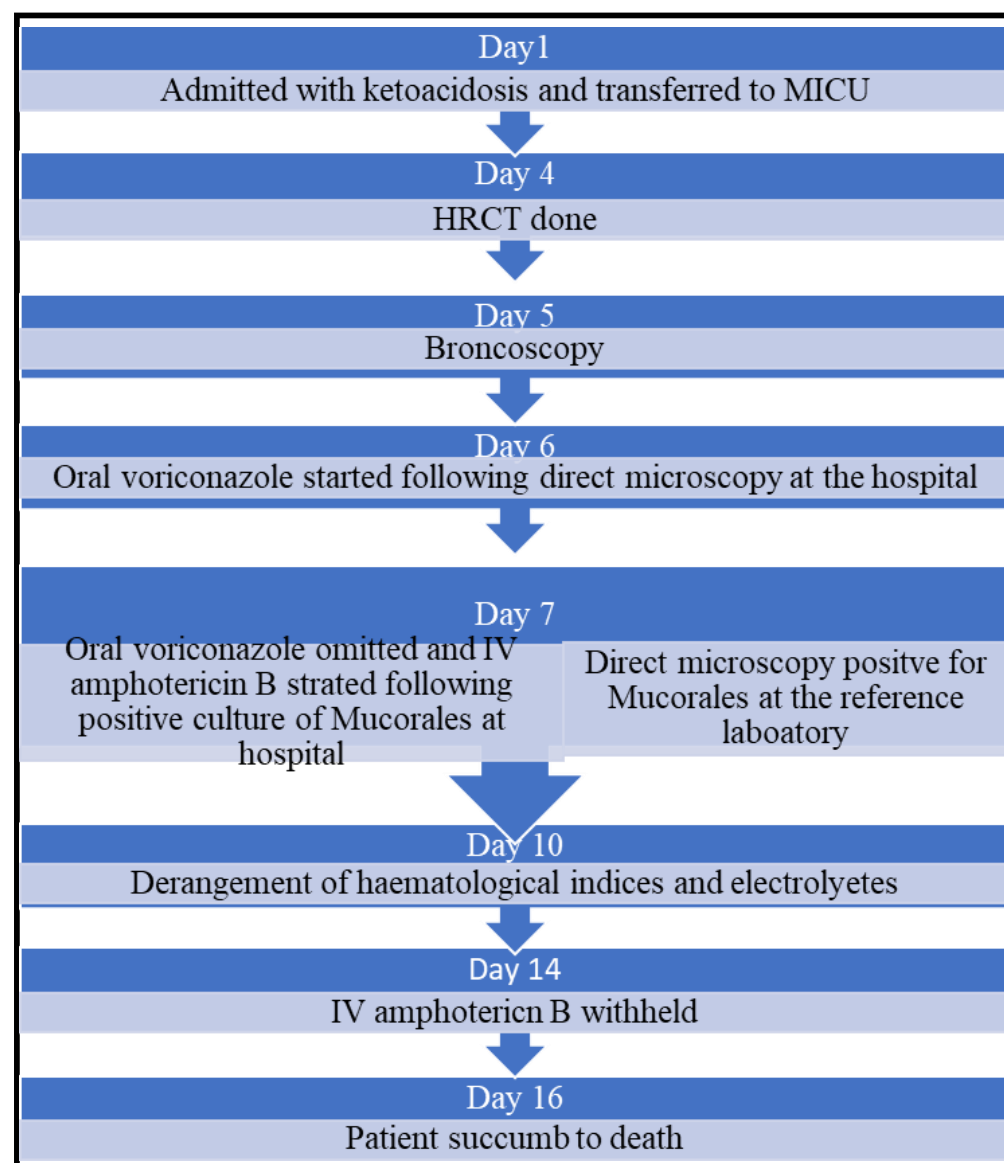 Day1
Admitted with ketoacidosis and transferred to MICU
Day 4
HRCT done
Day 5
Broncoscopy
Day 6
Oral voriconazole started following direct microscopy at the hospital
Day 7
Oral voriconazole omitted and IV
amphotericin B strated following
positive culture of Mucorales at
hospital
Direct microscopy positve for
Mucorales at the reference
laboatory
Day 10
Derangement of haematological indices and electrolyetes
Day 14
IV amphotericn B withheld
Day 16
Patient succumb to death